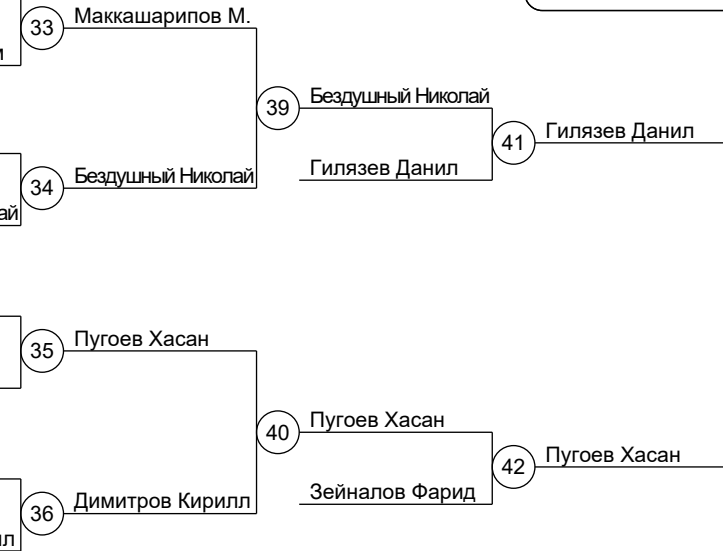 33
Маккашарипов М.
39
Бездушный Николай
41
Гилязев Данил
Гилязев Данил
34
Бездушный Николай
35
Пугоев Хасан
40
Пугоев Хасан
42
Пугоев Хасан
Зейналов Фарид
36
Димитров Кирилл